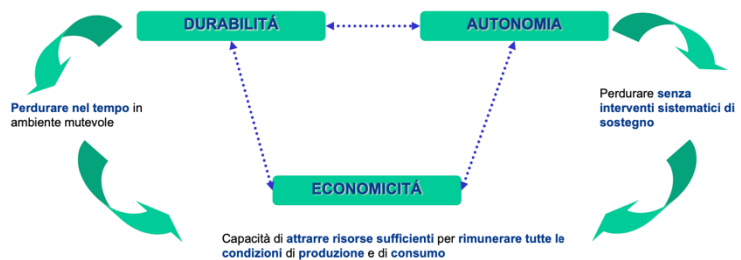 DURABILITÁ
AUTONOMIA
Perdurare nel tempo in
ambiente mutevole
Perdurare senza
interventi sistematici di
sostegno
ECONOMICITÁ
Capacità di attrarre risorse sufficienti per rimunerare tutte le
condizioni di produzione e di consumo